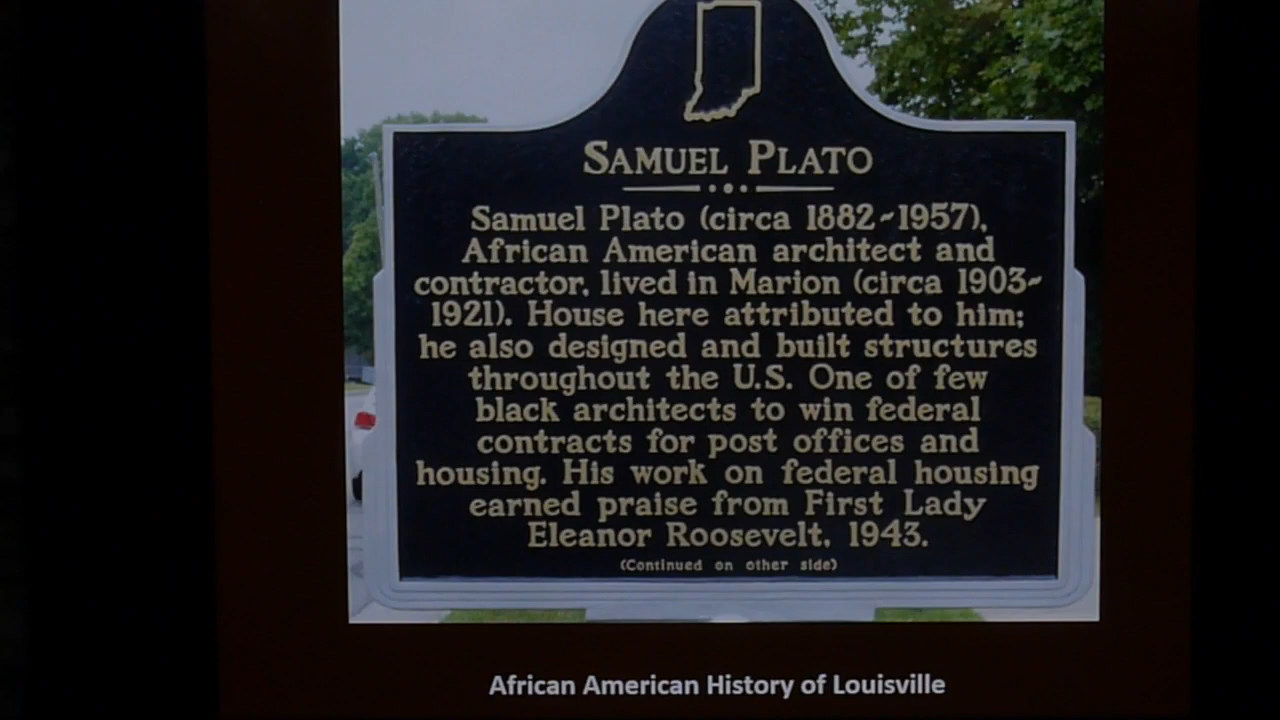 SAMUEL PLATO
Samuel Plato (circa 1882~1957),
African American architect and
contractor, lived in Marion (circa 1903~
1921). House here attributed to him;
he also designed and built structures
throughout the U.S. One of few
black architects to win federal
contracts for post offices and
housing. His work on federal housing
earned praise from First Lady
Eleanor Roosevelt, 1943.
(Continued on other side)
African American History of Louisville